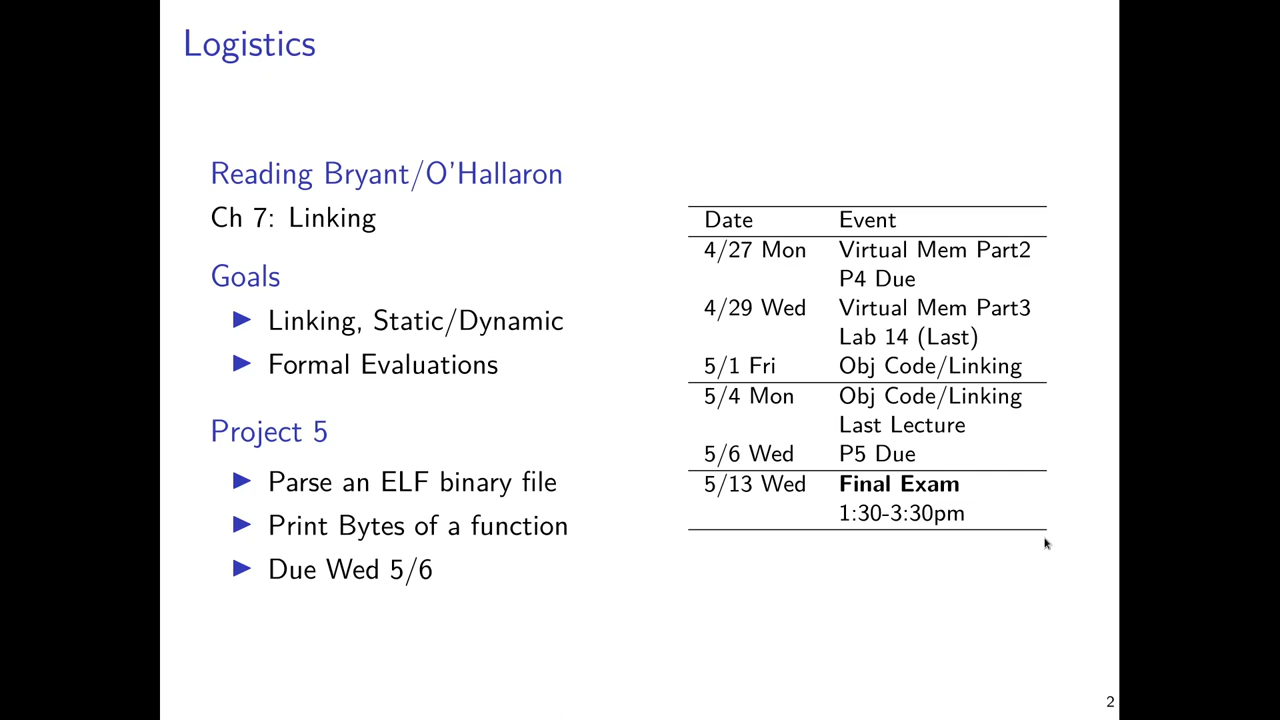 Logistics
Reading Bryant/O'Hallaron
Ch 7: Linking
Goals
▶ Linking, Static/Dynamic
▶ Formal Evaluations
Project 5
▶ Parse an ELF binary file
▶ Print Bytes of a function
▶ Due Wed 5/6
Date Event
4/27 Mon Virtual Mem Part2
P4 Due
4/29 Wed Virtual Mem Part3
Lab 14 (Last)
5/1 Fri Obj Code/Linking
5/4 Mon Obj Code/Linking
Last Lecture
5/6 Wed P5 Due
5/13 Wed Final Exam
1:30-3:30pm
2